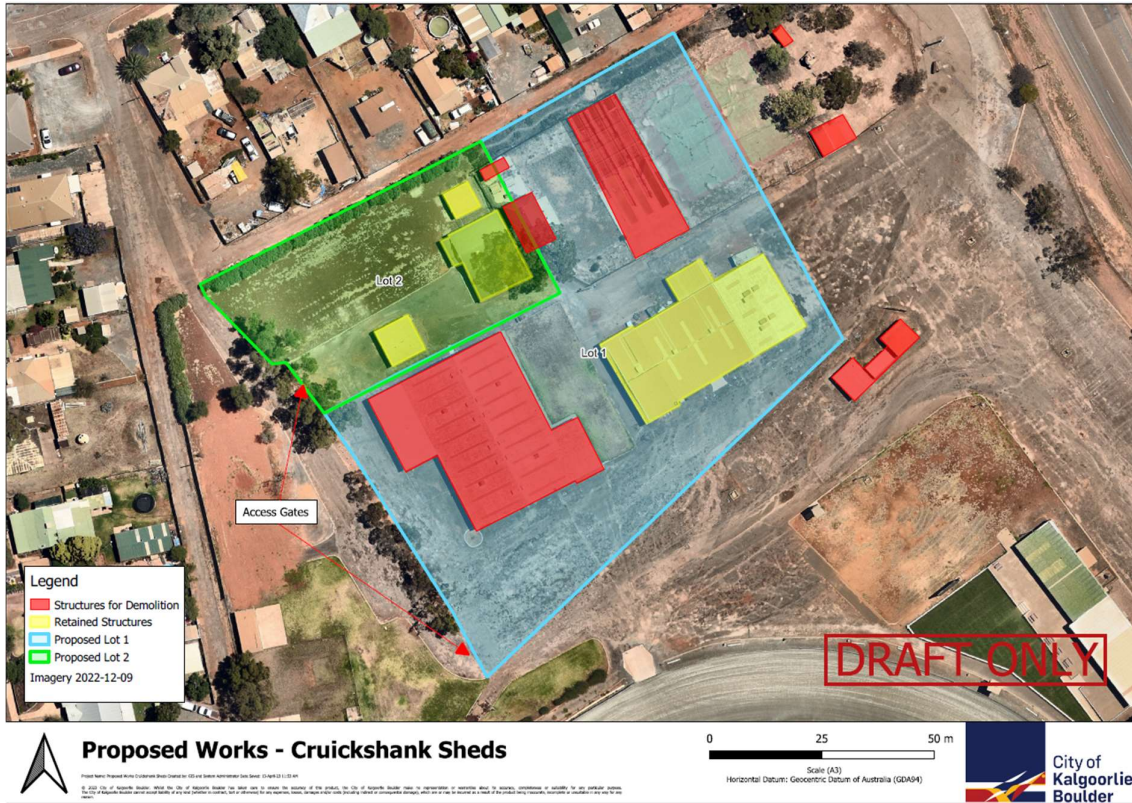 Lot 2
Lot 1
Access Gates
Legend
Structures for Demolition
Retained Structures
Proposed Lot 1
Proposed Lot 2
Imagery 2022-12-09
DRAFT ONLY
Proposed Works - Cruickshank Sheds
0 25 50 m
Scale (A3)
Horizontal Datum: Geocentric Datum of Australia (GDA94)
City of
Kalgoorlie
Boulder